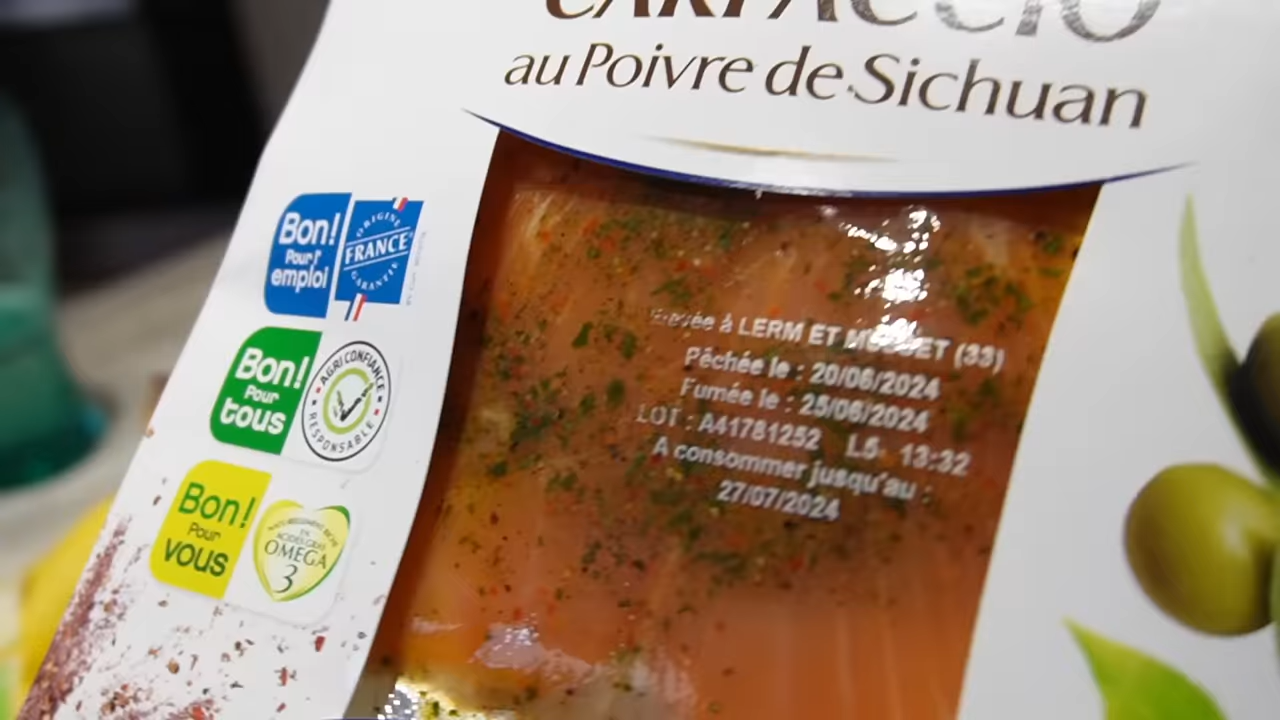 CARPACCIO
au Poivre de Sichuan
Bon!
Pour l'
emploi
ORIGINE
FRANCE
GARANTIE
Bon!
Pour
tous
AGRI CONFIANCE
RESPONSABLE
Bon!
Pour
vous
OMEGA
3
à LERM ET MUSSET (33)
Pêchée le : 20/06/2024
Fumée le : 25/06/2024
LOT : A41781252 L5 13:32
A consommer jusqu'au :
27/07/2024